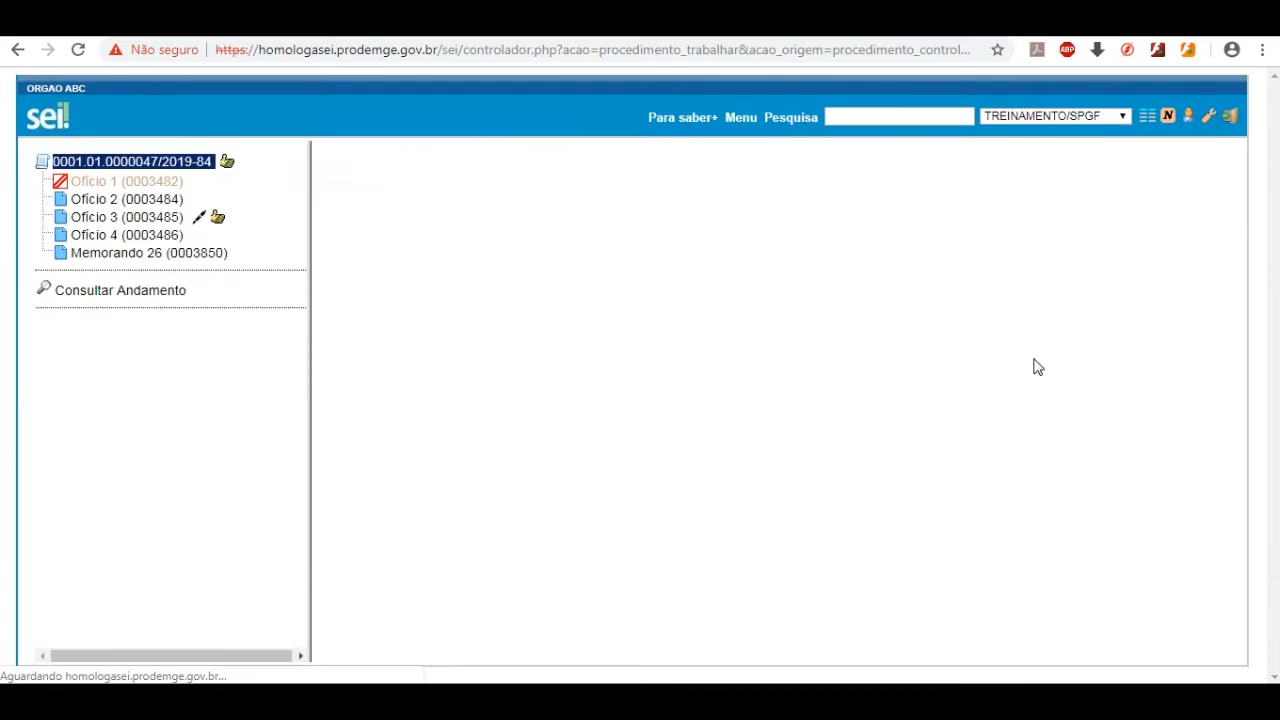 Não seguro
https://homologasei.prodemge.gov.br/sei/controlador.php?acao=procedimento_trabalhar&acao_origem=procedimento_control...
ABP
ORGAO ABC
sei!
Para saber+ Menu Pesquisa
TREINAMENTO/SPGF
N
0001.01.0000047/2019-84
Ofício 1 (0003482)
Ofício 2 (0003484)
Ofício 3 (0003485)
Ofício 4 (0003486)
Memorando 26 (0003850)
Consultar Andamento
Aguardando homologasei.prodemge.gov.br...